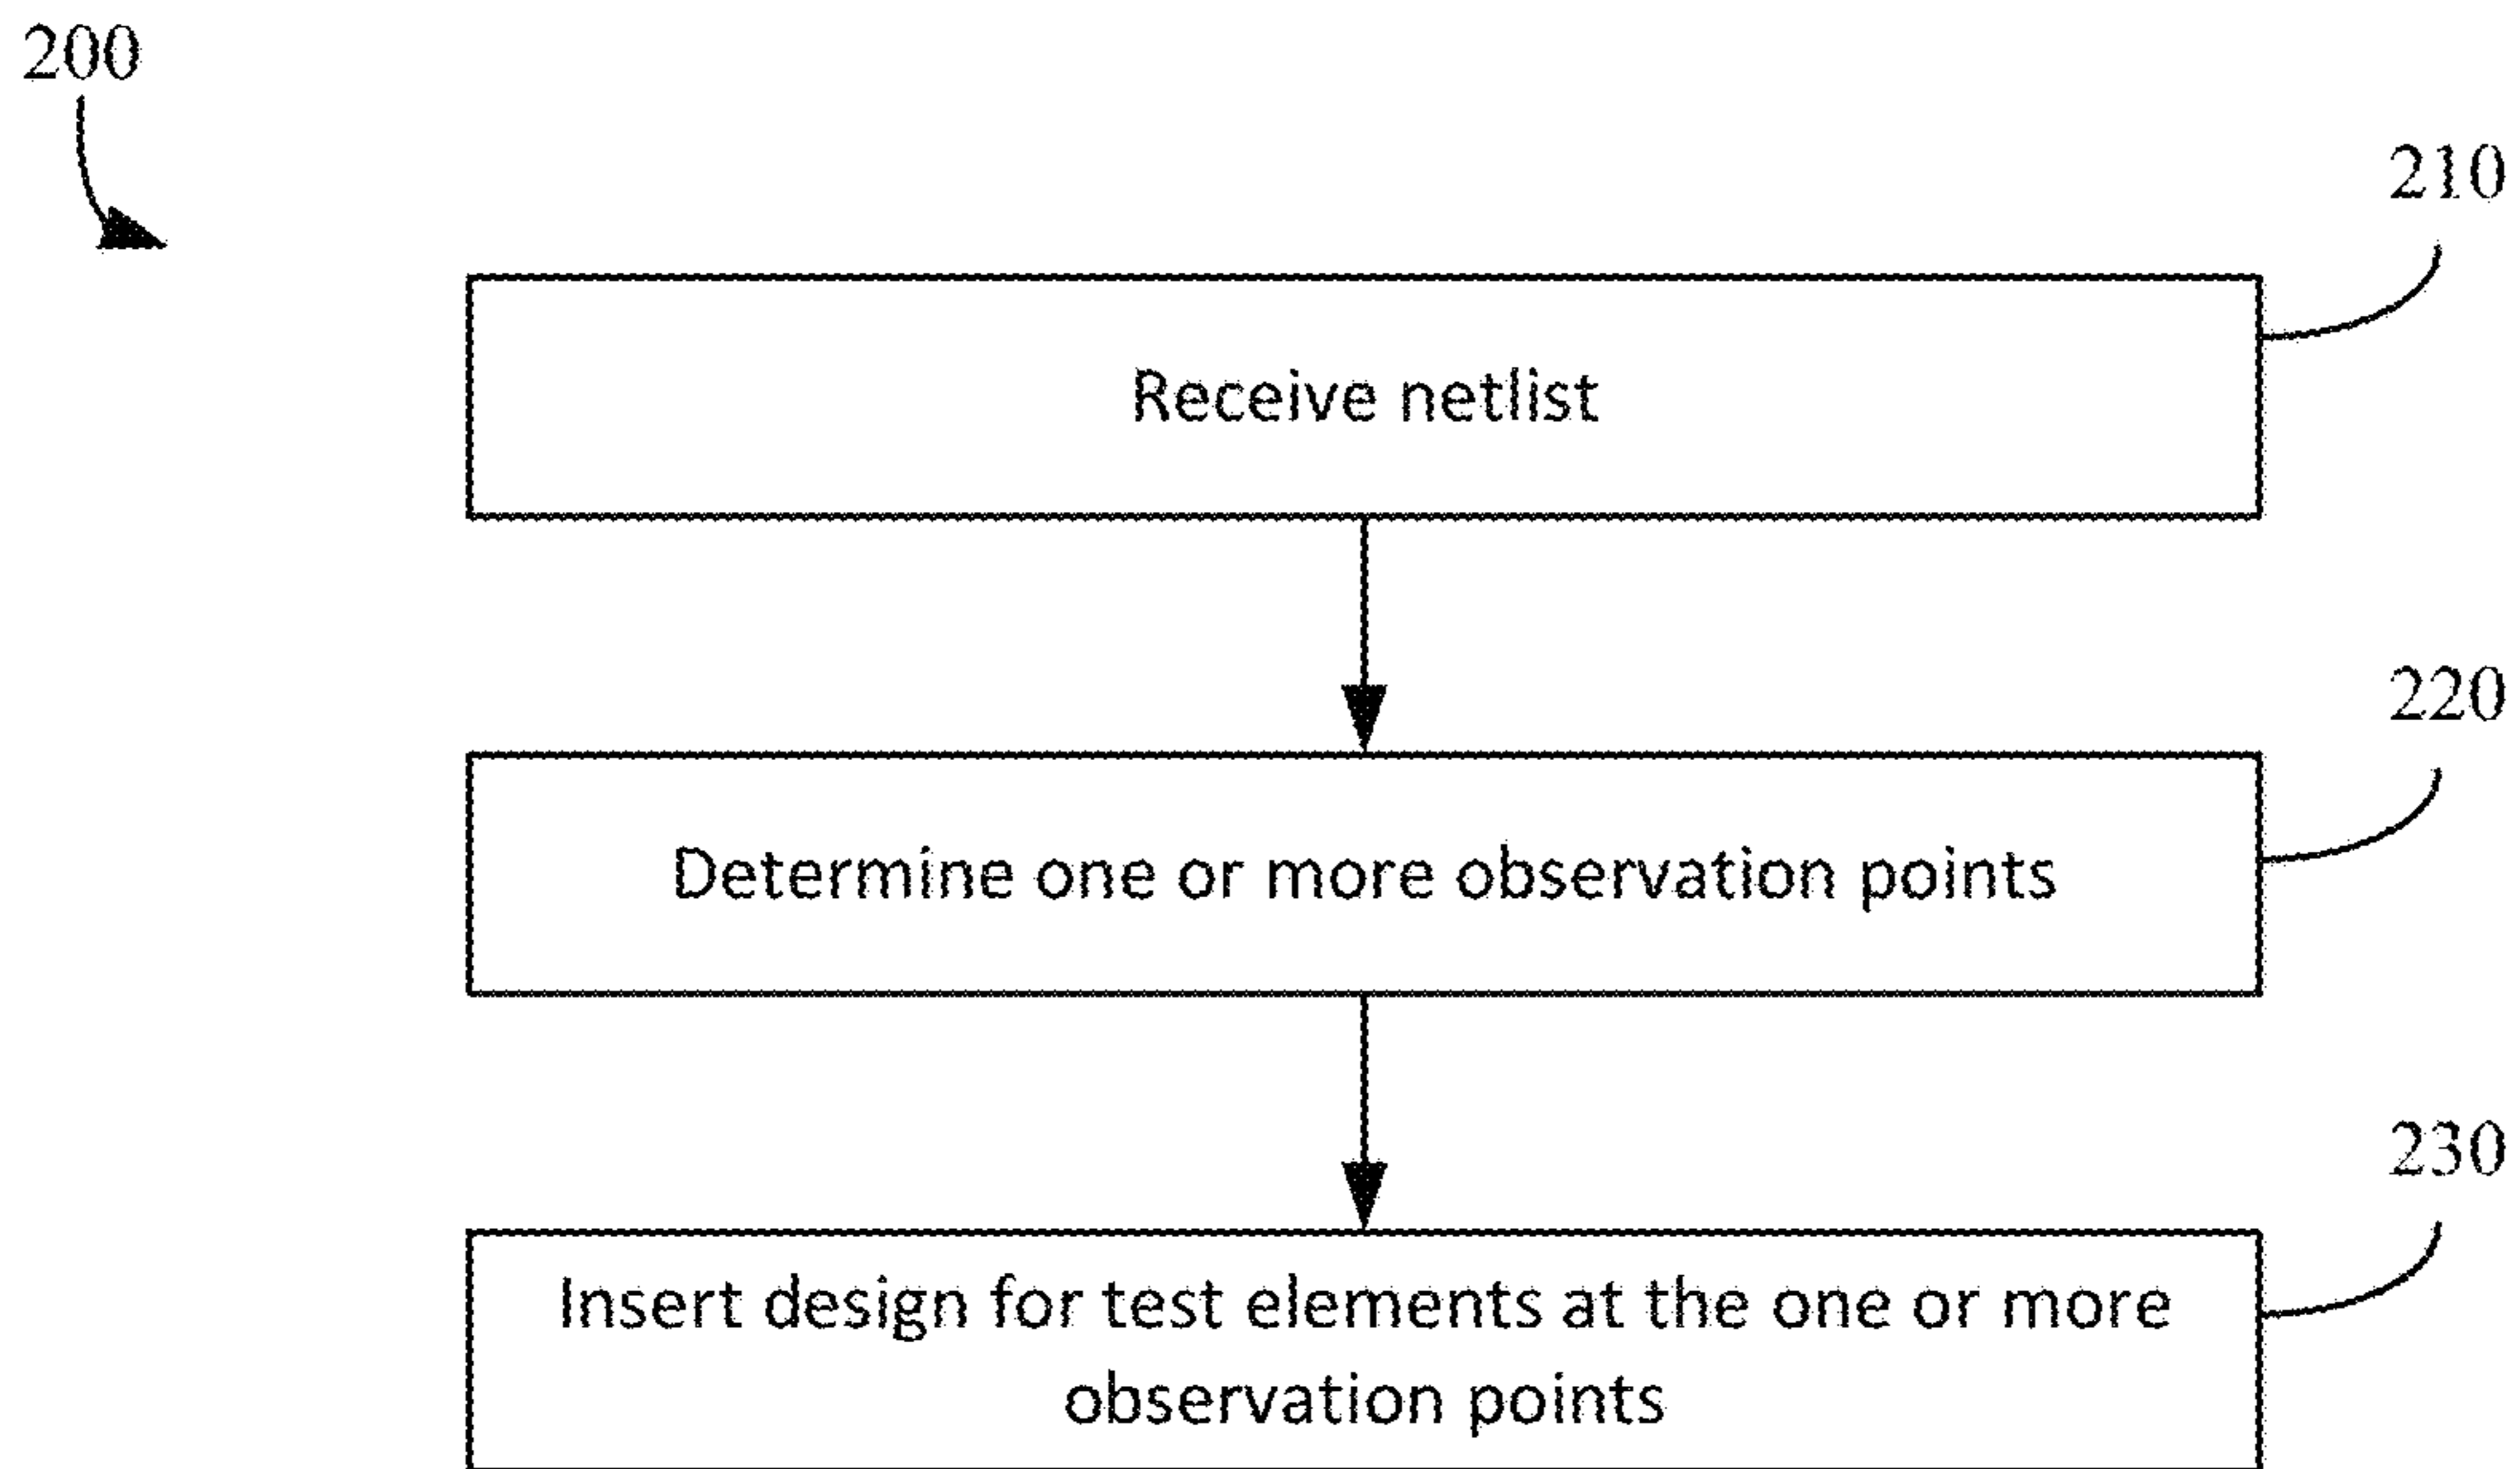 200
210
Receive netlist
220
Determine one or more observation points
230
Insert design for test elements at the one or more
observation points